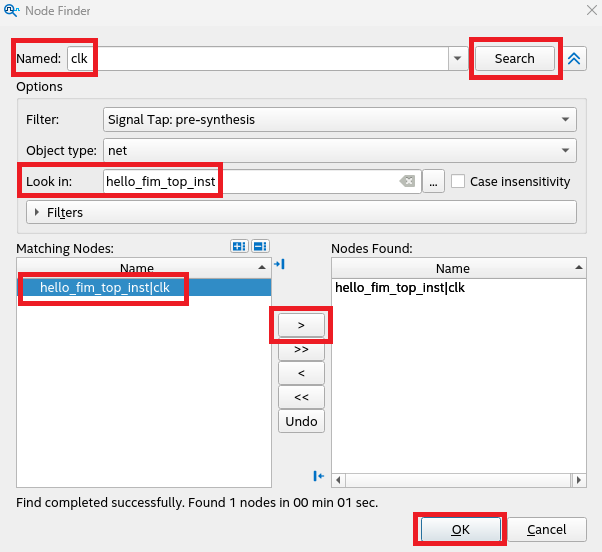 Node Finder
Named: clk Search
Options
Filter: Signal Tap: pre-synthesis
Object type: net
Look in: hello_fim_top_inst ... Case insensitivity
Filters
Matching Nodes: Nodes Found:
Name Name
hello_fim_top_inst|clk hello_fim_top_inst|clk
>
>>
<
<<
Undo
Find completed successfully. Found 1 nodes in 00 min 01 sec.
OK Cancel